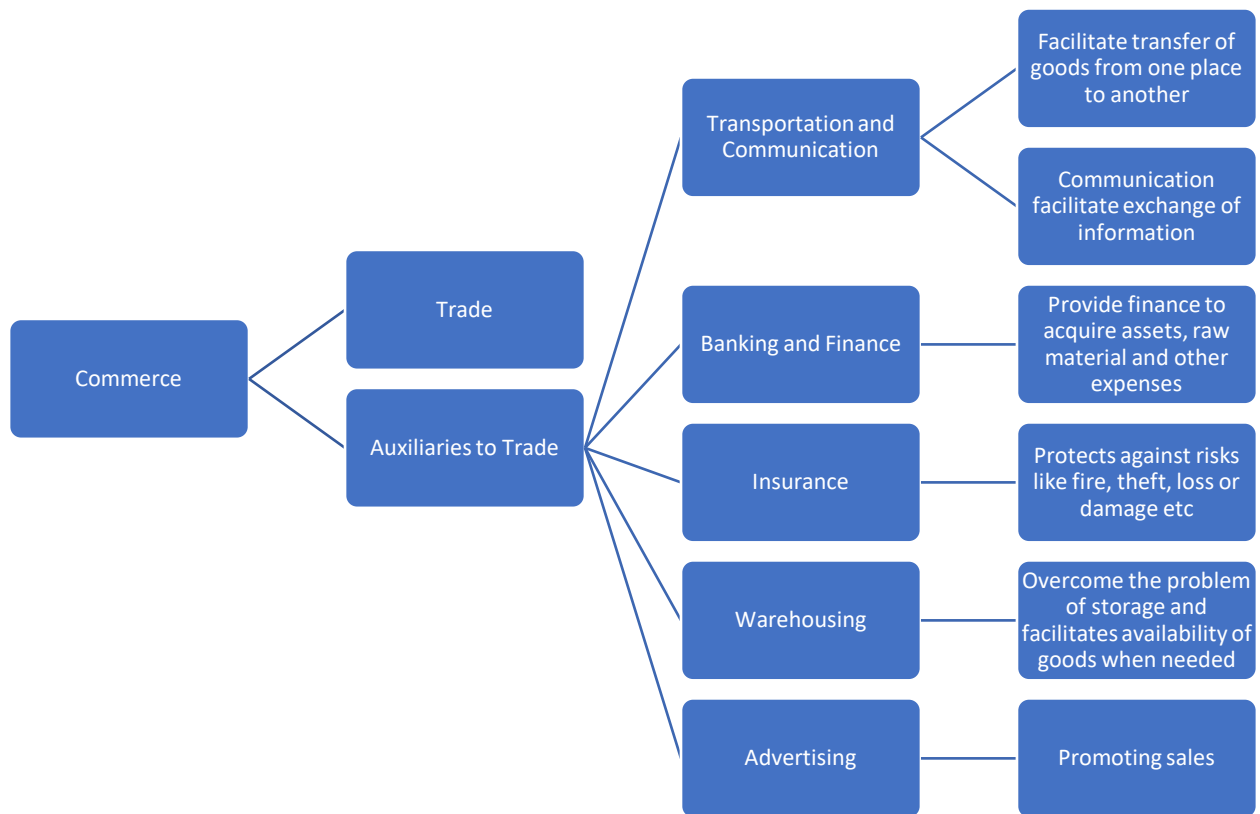 Commerce
Trade
Auxiliaries to Trade
Transportation and
Communication
Facilitate transfer of
goods from one place
to another
Communication
facilitate exchange of
information
Banking and Finance
Provide finance to
acquire assets, raw
material and other
expenses
Insurance
Protects against risks
like fire, theft, loss or
damage etc
Warehousing
Overcome the problem
of storage and
facilitates availability of
goods when needed
Advertising
Promoting sales